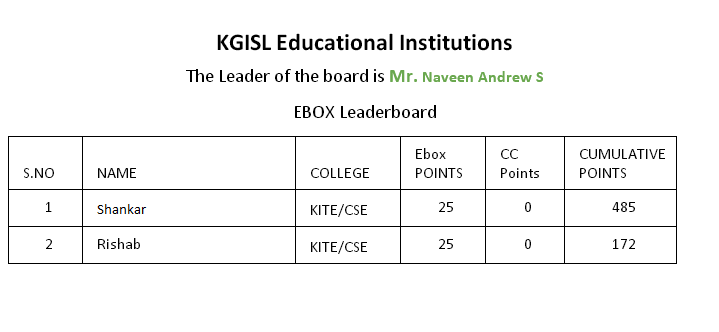 KGISL Educational Institutions
The Leader of the board is Mr. Naveen Andrew S
EBOX Leaderboard
S.NO NAME COLLEGE Ebox POINTS CC Points CUMULATIVE POINTS
1 Shankar KITE/CSE 25 0 485
2 Rishab KITE/CSE 25 0 172